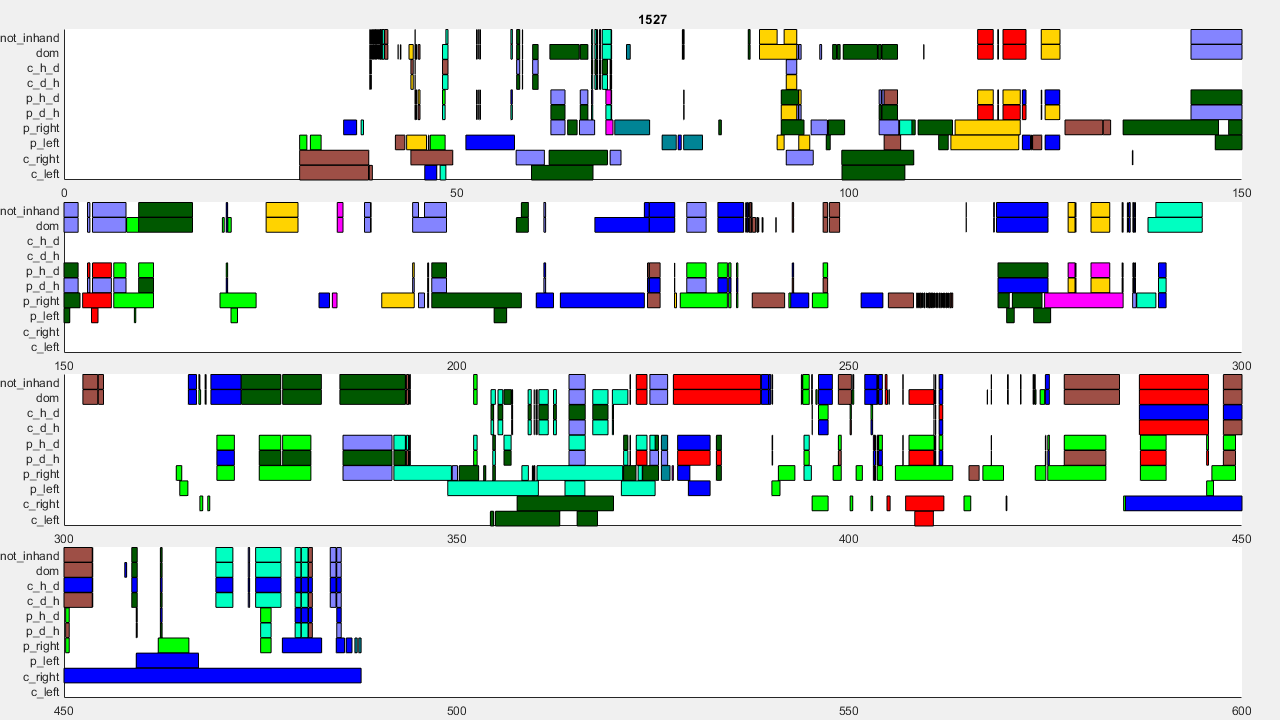 1527
not_inhand
dom
c_h_d
c_d_h
p_h_d
p_d_h
p_right
p_left
c_right
c_left
0 50 100 150
not_inhand
dom
c_h_d
c_d_h
p_h_d
p_d_h
p_right
p_left
c_right
c_left
150 200 250 300
not_inhand
dom
c_h_d
c_d_h
p_h_d
p_d_h
p_right
p_left
c_right
c_left
300 350 400 450
not_inhand
dom
c_h_d
c_d_h
p_h_d
p_d_h
p_right
p_left
c_right
c_left
450 500 550 600